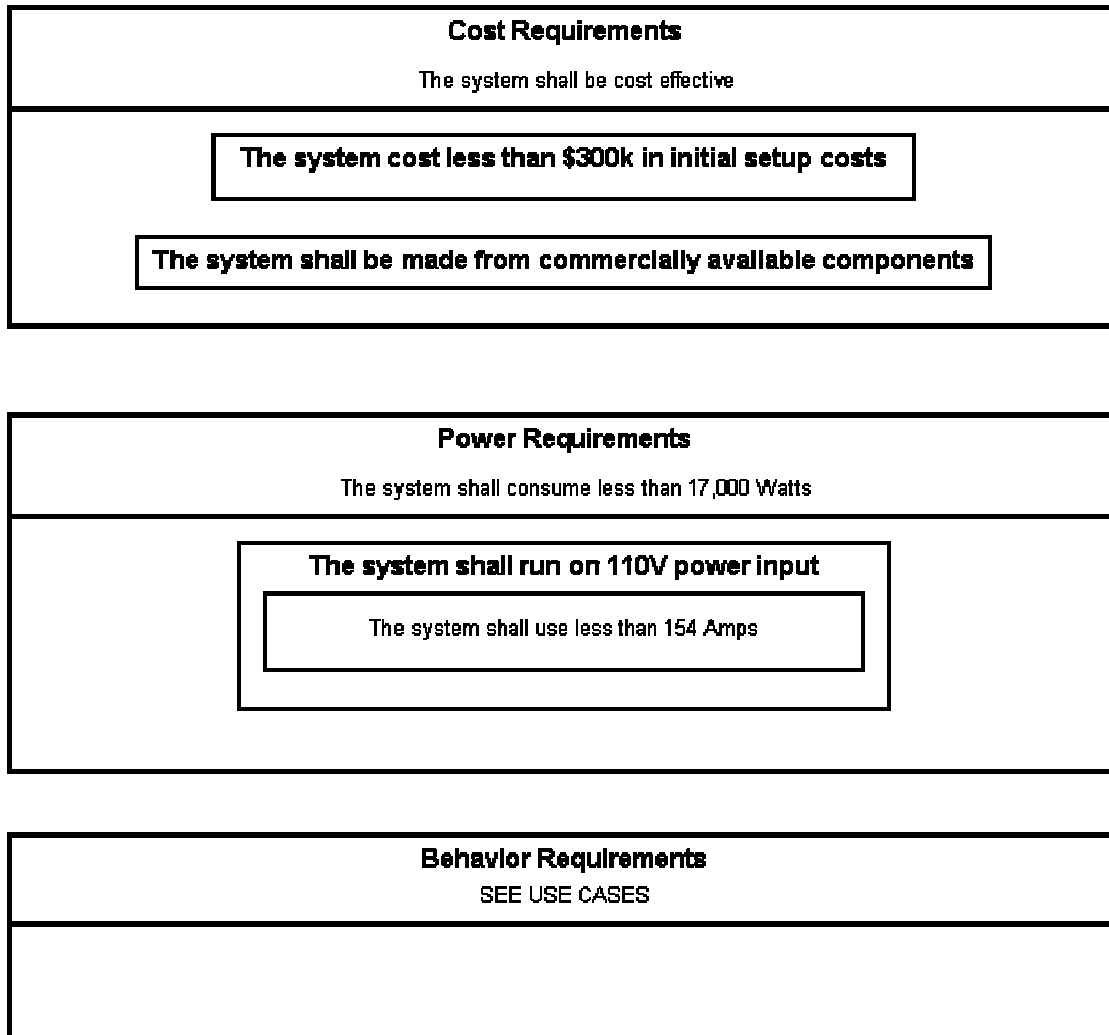 Cost Requirements
The system shall be cost effective
The system cost less than $300k in initial setup costs
The system shall be made from commercially available components
Power Requirements
The system shall consume less than 17,000 Watts
The system shall run on 110V power input
The system shall use less than 154 Amps
Behavior Requirements
SEE USE CASES